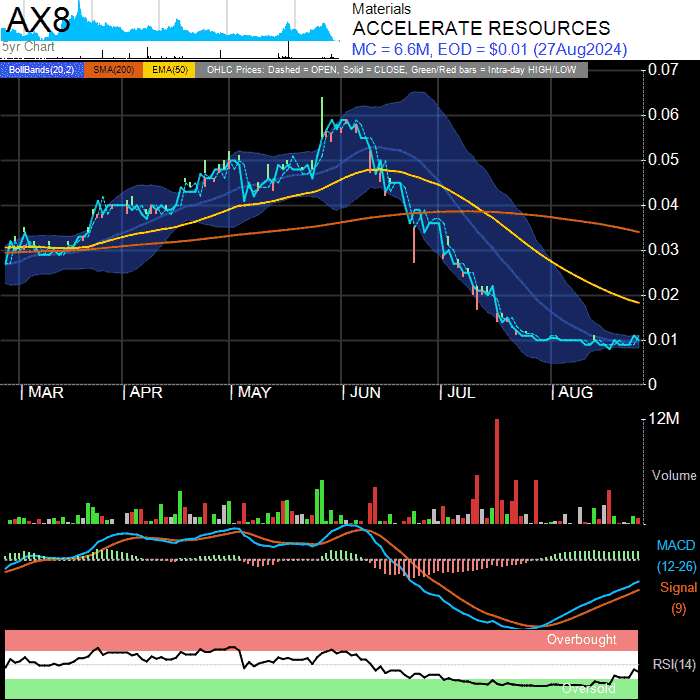 AX8
5yr Chart
Materials
ACCELERATE RESOURCES
MC = 6.6M, EOD = $0.01 (27Aug2024)
BollBands(20,2) SMA(200) EMA(50) OHLC Prices: Dashed = OPEN, Solid = CLOSE, Green/Red bars = Intra-day HIGH/LOW
0.07
0.06
0.05
0.04
0.03
0.02
0.01
0
MAR APR MAY JUN JUL AUG
12M
Volume
MACD
(12-26)
Signal
(9)
Overbought
RSI(14)
Oversold